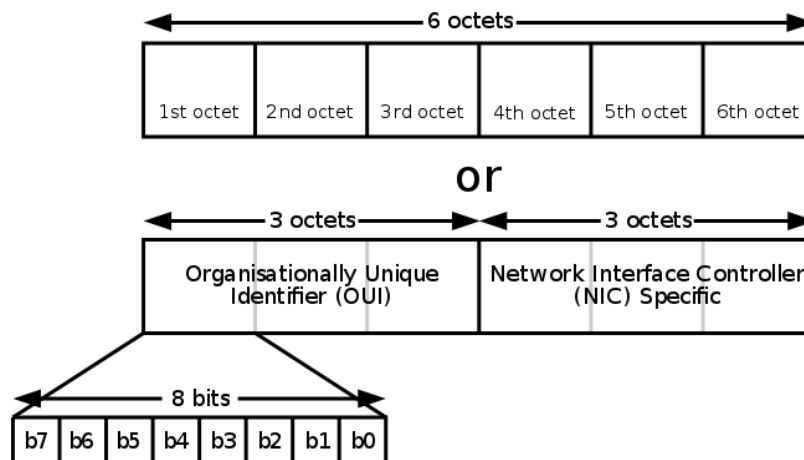 6 octets
1st octet 2nd octet 3rd octet 4th octet 5th octet 6th octet
or
3 octets 3 octets
Organisationally Unique Identifier (OUI)
Network Interface Controller (NIC) Specific
8 bits
b7 b6 b5 b4 b3 b2 b1 b0